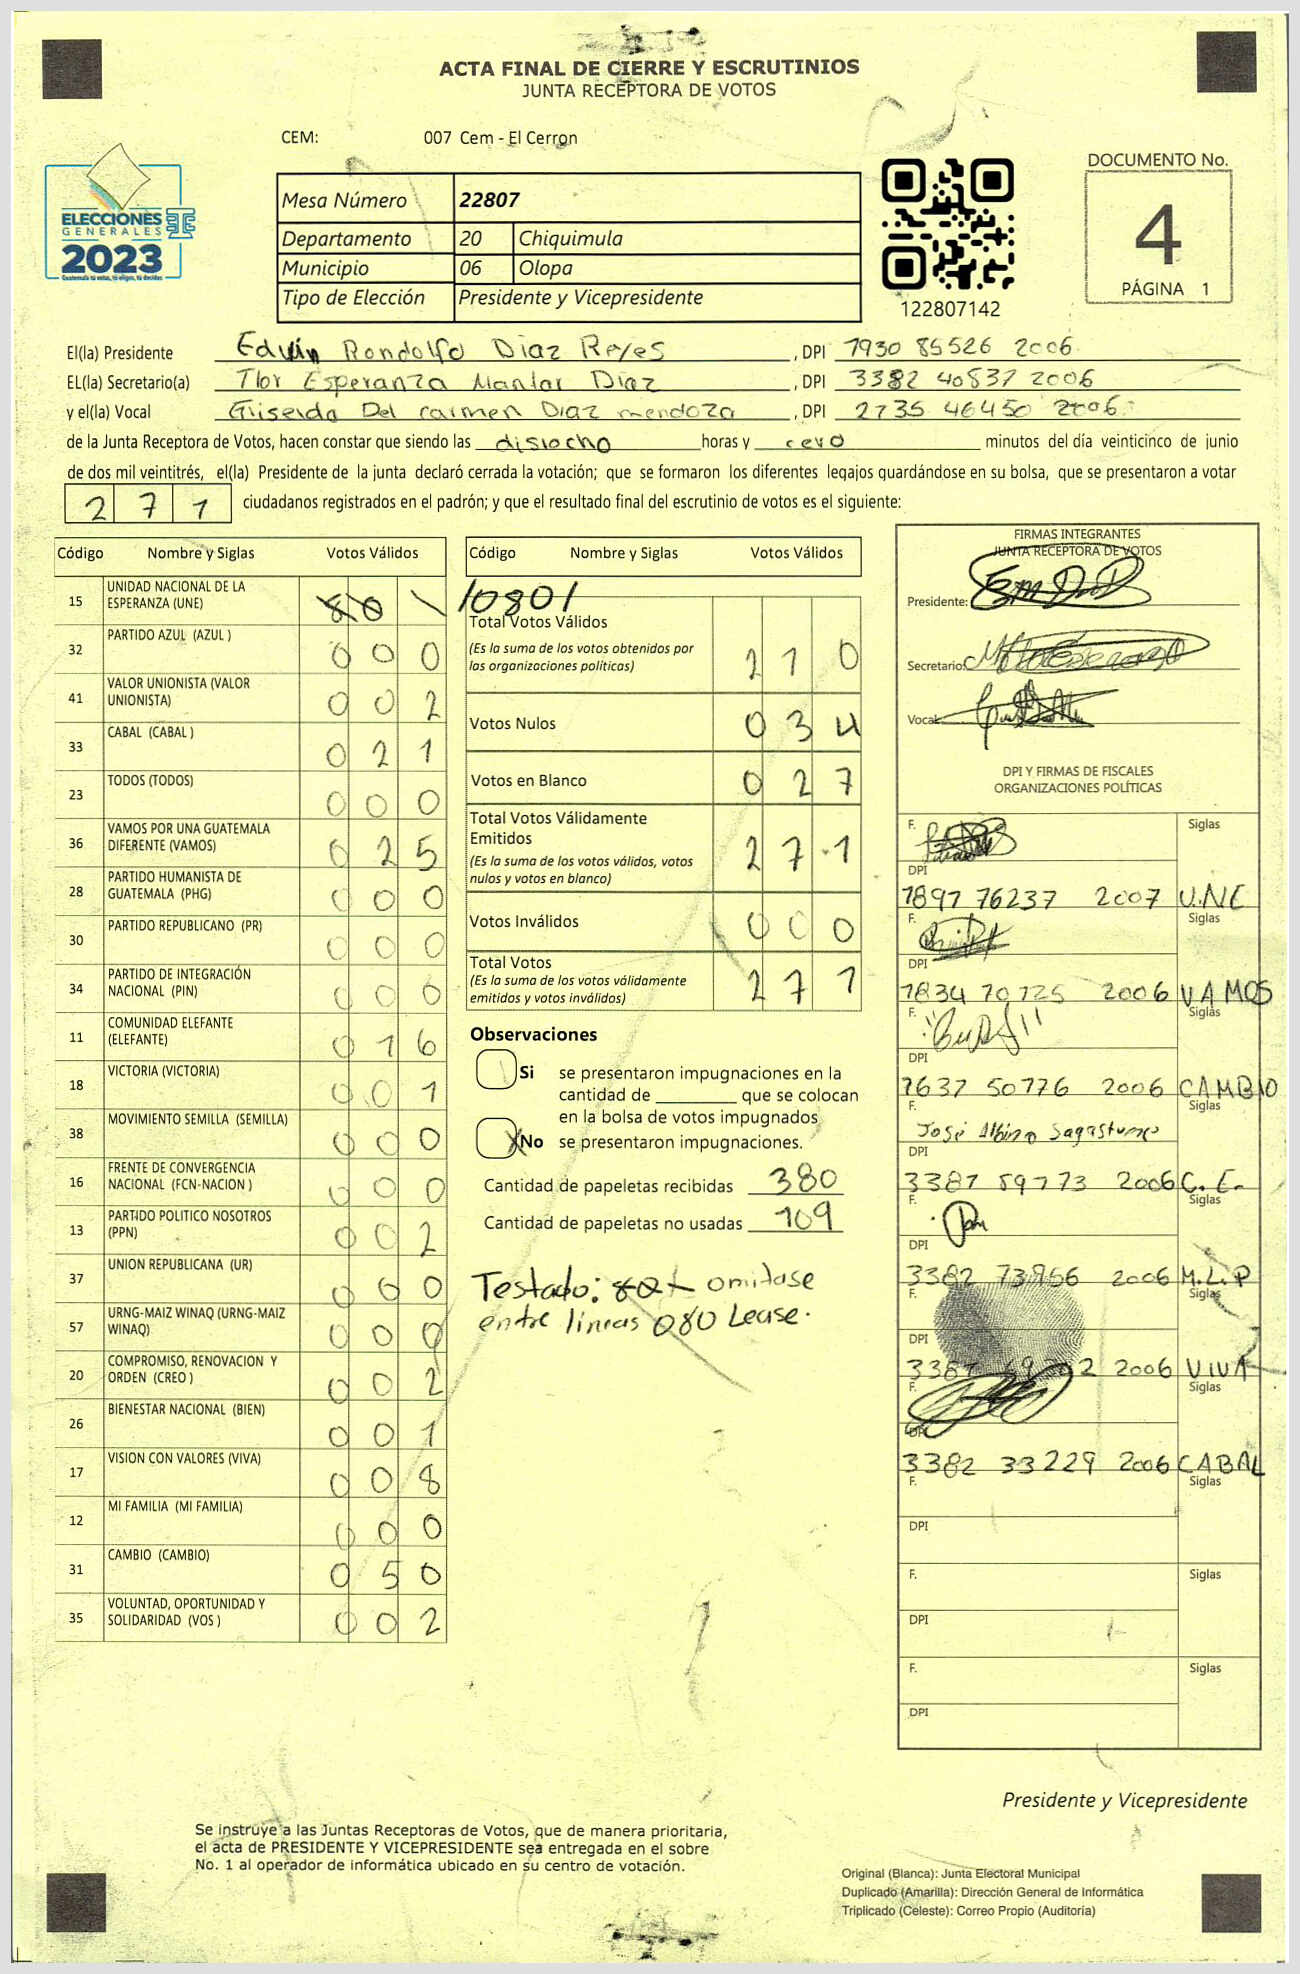 ACTA FINAL DE CIERRE Y ESCRUTINIOS
JUNTA RECEPTORA DE VOTOS
CEM: 007 Cem - El Cerron
ELECCIONES
GENERALES
2023
Guatemala tú votas, tú eliges, tú decides
Mesa Número 22807
Departamento 20 Chiquimula
Municipio 06 Olopa
Tipo de Elección Presidente y Vicepresidente
122807142
DOCUMENTO No.
4
PÁGINA 1
El(la) Presidente Edvin Rondolfo Diaz Reyes , DPI 1930 85526 2006
EL(la) Secretario(a) Flor Esperanza Diaz , DPI 3382 40837 2006
y el(la) Vocal Griselda Del carmen Diaz mendoza , DPI 2735 46450 2006
de la Junta Receptora de Votos, hacen constar que siendo las disiocho horas y cero minutos del día veinticinco de junio
de dos mil veintitrés, el(la) Presidente de la junta declaró cerrada la votación; que se formaron los diferentes legajos quardándose en su bolsa, que se presentaron a votar
2 7 1 ciudadanos registrados en el padrón; y que el resultado final del escrutinio de votos es el siguiente:
Código Nombre y Siglas Votos Válidos
15 UNIDAD NACIONAL DE LA ESPERANZA (UNE)
32 PARTIDO AZUL (AZUL ) 0 0 0
41 VALOR UNIONISTA (VALOR UNIONISTA) 0 0 2
33 CABAL (CABAL ) 0 2 1
23 TODOS (TODOS) 0 0 0
36 VAMOS POR UNA GUATEMALA DIFERENTE (VAMOS) 0 2 5
28 PARTIDO HUMANISTA DE GUATEMALA (PHG) 0 0 0
30 PARTIDO REPUBLICANO (PR) 0 0 0
34 PARTIDO DE INTEGRACIÓN NACIONAL (PIN) 0 0 0
11 COMUNIDAD ELEFANTE (ELEFANTE) 0 1 6
18 VICTORIA (VICTORIA) 0 0 1
38 MOVIMIENTO SEMILLA (SEMILLA) 0 0 0
16 FRENTE DE CONVERGENCIA NACIONAL (FCN-NACION ) 0 0 0
13 PARTIDO POLITICO NOSOTROS (PPN) 0 0 2
37 UNION REPUBLICANA (UR) 0 0 0
57 URNG-MAIZ WINAQ (URNG-MAIZ WINAQ) 0 0 0
20 COMPROMISO, RENOVACION Y ORDEN (CREO ) 0 0 2
26 BIENESTAR NACIONAL (BIEN) 0 0 1
17 VISION CON VALORES (VIVA) 0 0 8
12 MI FAMILIA (MI FAMILIA) 0 0 0
31 CAMBIO (CAMBIO) 0 5 0
35 VOLUNTAD, OPORTUNIDAD Y SOLIDARIDAD (VOS ) 0 0 2
Código Nombre y Siglas Votos Válidos
/080/
Total Votos Válidos
(Es la suma de los votos obtenidos por las organizaciones políticas) 2 1 0
Votos Nulos 0 3 4
Votos en Blanco 0 2 7
Total Votos Válidamente Emitidos
(Es la suma de los votos válidos, votos nulos y votos en blanco) 2 7 1
Votos Inválidos 0 0 0
Total Votos
(Es la suma de los votos válidamente emitidos y votos inválidos) 2 7 1
Observaciones
Si se presentaron impugnaciones en la
cantidad de ________ que se colocan
en la bolsa de votos impugnados
X No se presentaron impugnaciones.
Cantidad de papeletas recibidas 380
Cantidad de papeletas no usadas 109
Testado: omitase
entre lineas 080 Lease.
FIRMAS INTEGRANTES
JUNTA RECEPTORA DE VOTOS
Presidente:
Secretario:
Vocal
DPI Y FIRMAS DE FISCALES
ORGANIZACIONES POLÍTICAS
F. Siglas
DPI
1897 76237 2007 U.N.E
F. Siglas
DPI
1834 70725 2006 VAMOS
F. Siglas
DPI
1637 50776 2006 CAMBIO
F. Siglas
José Albino Sagastume
DPI
3387 59773 2006 C.E.
F. Siglas
DPI
3382 73956 2006 M.L.P
F. Siglas
DPI
3387 2006 VIVA
F. Siglas
DPI
3382 33229 2006 CABAL
F. Siglas
DPI
F. Siglas
DPI
F. Siglas
DPI
Presidente y Vicepresidente
Se instruye a las Juntas Receptoras de Votos, que de manera prioritaria,
el acta de PRESIDENTE Y VICEPRESIDENTE sea entregada en el sobre
No. 1 al operador de informática ubicado en su centro de votación.
Original (Blanca): Junta Electoral Municipal
Duplicado (Amarilla): Dirección General de Informática
Triplicado (Celeste): Correo Propio (Auditoría)